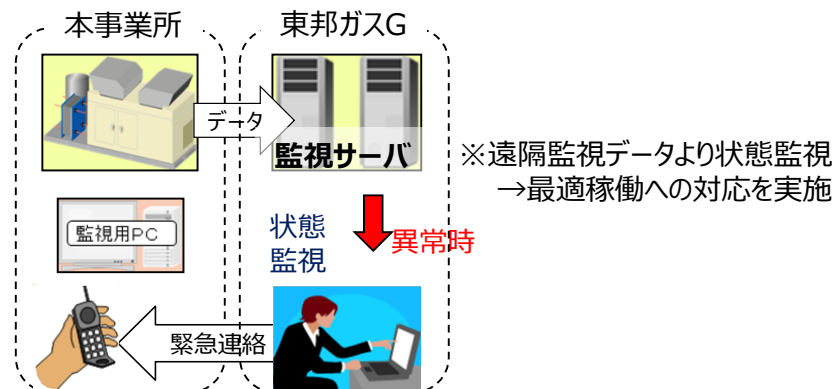 本事業所
東邦ガスG
データ
監視サーバ
※遠隔監視データより状態監視
→最適稼働への対応を実施
監視用PC
状態
監視
異常時
緊急連絡